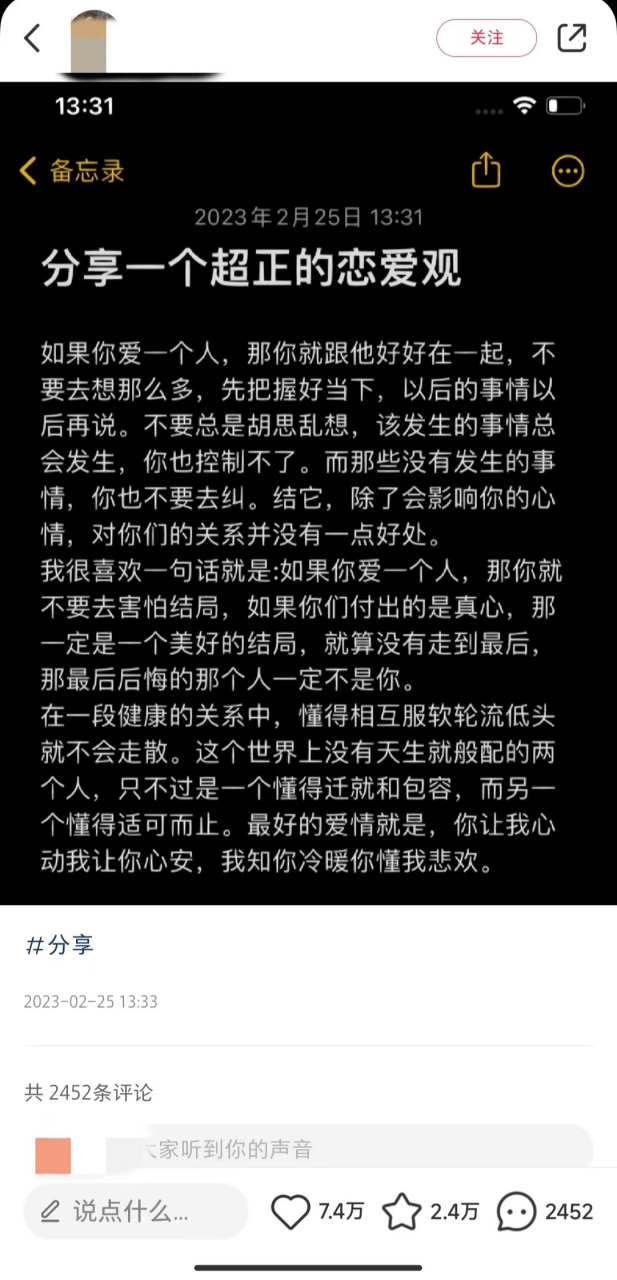 关注
13:31
备忘录
2023年2月25日 13:31
分享一个超正的恋爱观
如果你爱一个人，那你就跟他好好在一起，不
要去想那么多，先把握好当下，以后的事情以
后再说。不要总是胡思乱想，该发生的事情总
会发生，你也控制不了。而那些没有发生的事
情，你也不要去纠。结它，除了会影响你的心
情，对你们的关系并没有一点好处。
我很喜欢一句话就是:如果你爱一个人，那你就
不要去害怕结局，如果你们付出的是真心，那
一定是一个美好的结局，就算没有走到最后，
那最后后悔的那个人一定不是你。
在一段健康的关系中，懂得相互服软轮流低头
就不会走散。这个世界上没有天生就般配的两
个人，只不过是一个懂得迁就和包容，而另一
个懂得适可而止。最好的爱情就是，你让我心
动我让你心安，我知你冷暖你懂我悲欢。
#分享
2023-02-25 13:33
共 2452条评论
家听到你的声音
说点什么...
7.4万
2.4万
2452